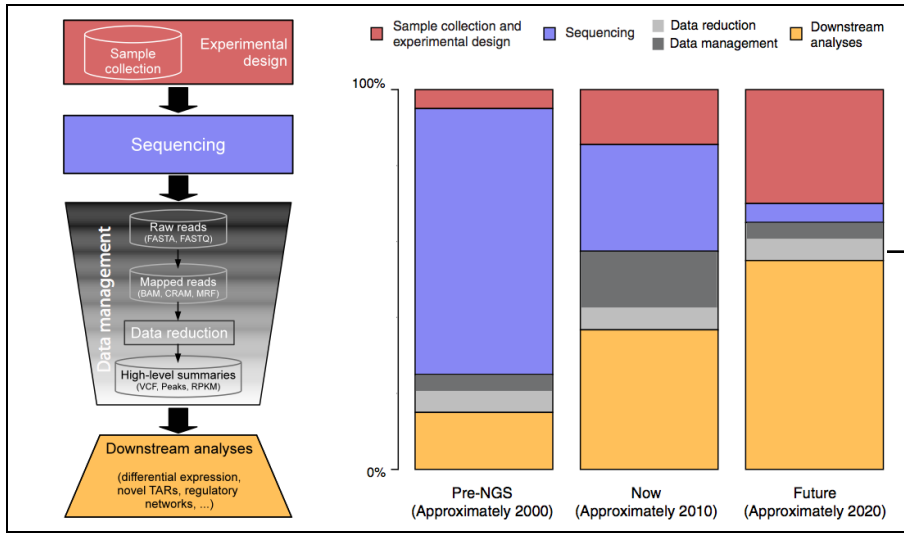 Sample
collection
Experimental
design
Sequencing
Data management
Raw reads
(FASTA, FASTQ)
Mapped reads
(BAM, CRAM, MRF)
Data reduction
High-level summaries
(VCF, Peaks, RPKM)
Downstream analyses
(differential expression,
novel TARs, regulatory
networks, ...)
Sample collection and
experimental design
Sequencing
Data reduction
Data management
Downstream
analyses
100%
0%
Pre-NGS
(Approximately 2000)
Now
(Approximately 2010)
Future
(Approximately 2020)